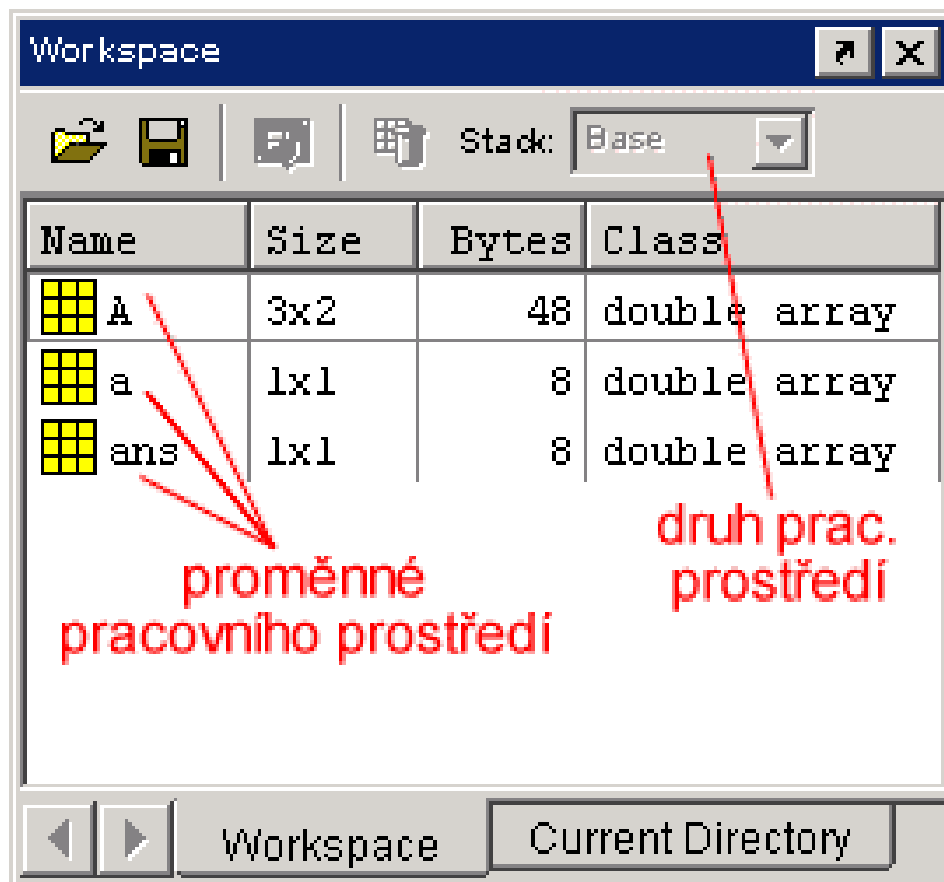 Workspace
Stack: Base
Name Size Bytes Class
A 3x2 48 double array
a 1x1 8 double array
ans 1x1 8 double array
druh prac.
prostředí
proměnné
pracovního prostředí
Workspace Current Directory